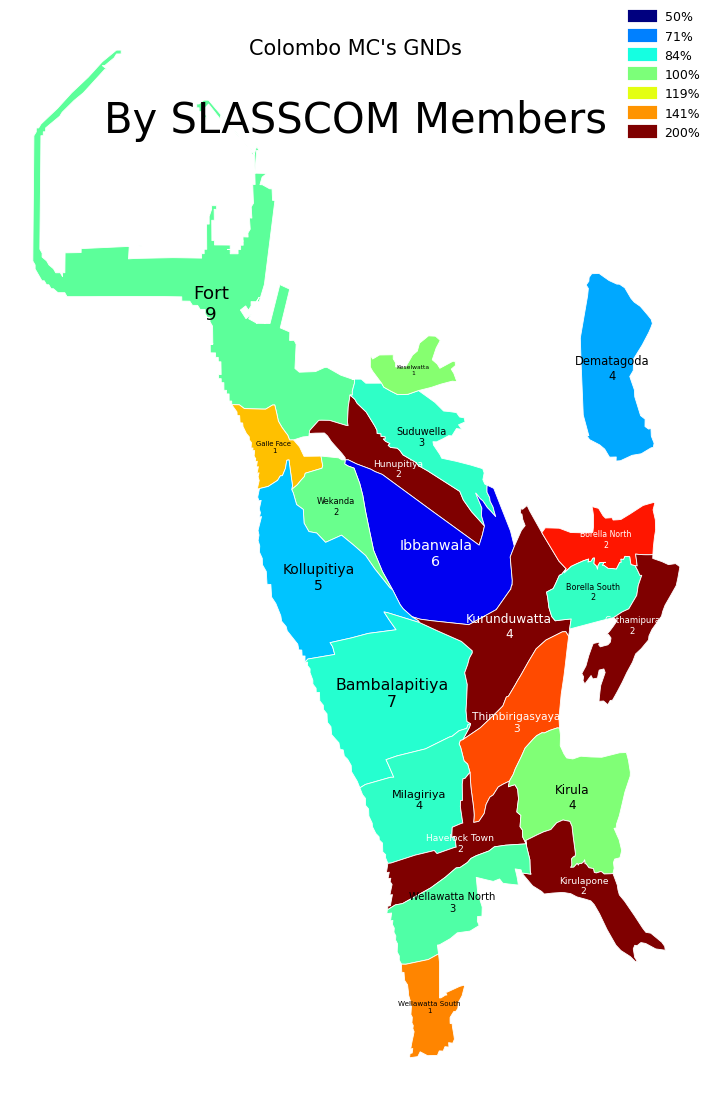 Colombo MC's GNDs
By SLASSCOM Members
50%
71%
84%
100%
119%
141%
200%
Fort
9
Dematagoda
4
Keselwatta
1
Suduwella
3
Galle Face
1
Hunupitiya
2
Wekanda
2
Ibbanwala
6
Borella North
2
Kollupitiya
5
Borella South
2
Kurunduwatta
4
Gothamipura
2
Bambalapitiya
7
Thimbirigasyaya
3
Milagiriya
4
Kirula
4
Havelock Town
2
Kirulapone
2
Wellawatta North
3
Wellawatta South
1